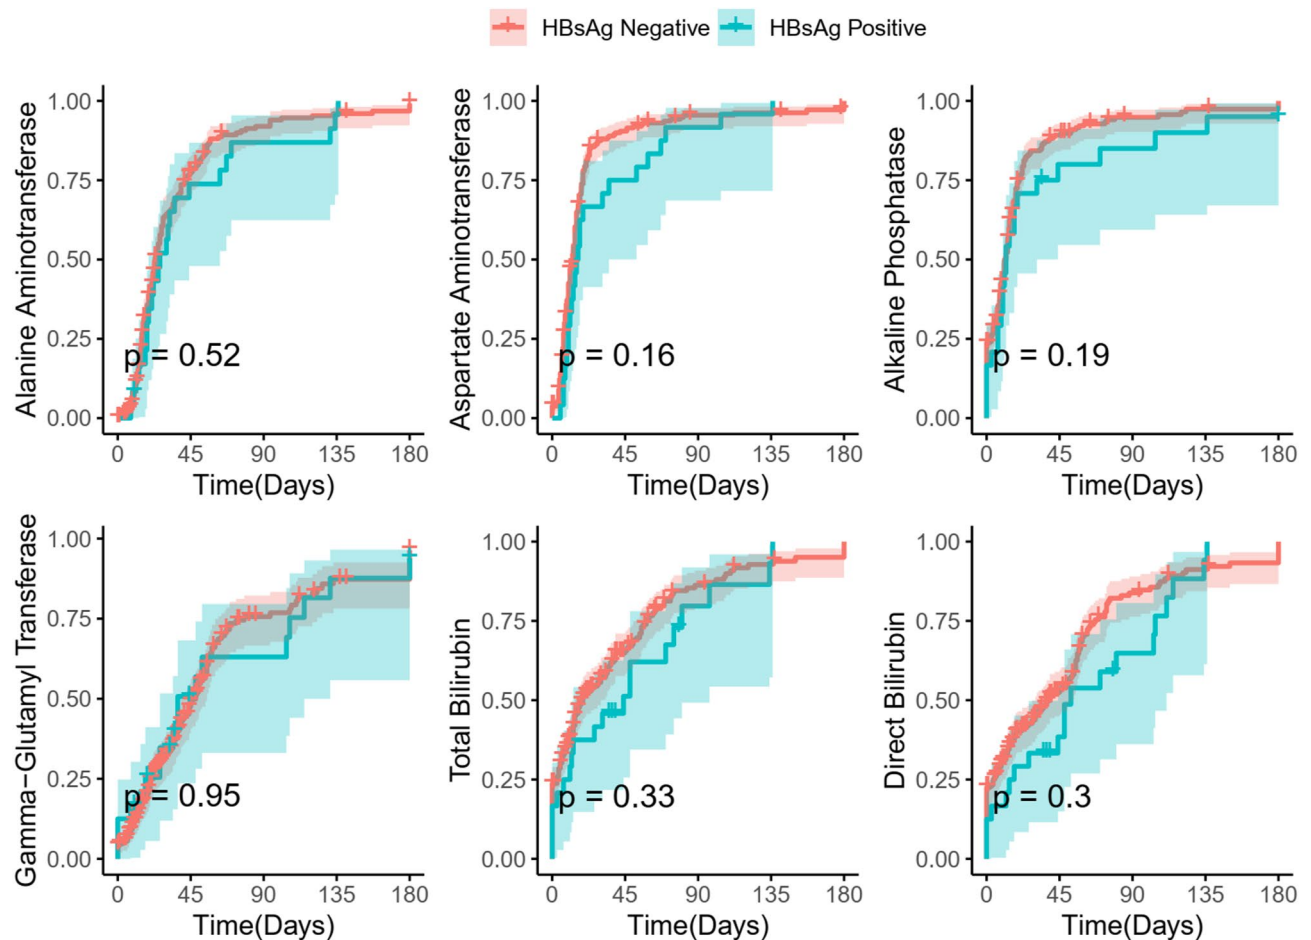 HBsAg Negative HBsAg Positive
Alanine Aminotransferase
1.00
0.75
0.50
0.25
0.00
p = 0.52
0 45 90 135 180
Time(Days)
Aspartate Aminotransferase
1.00
0.75
0.50
0.25
0.00
p = 0.16
0 45 90 135 180
Time(Days)
Alkaline Phosphatase
1.00
0.75
0.50
0.25
0.00
p = 0.19
0 45 90 135 180
Time(Days)
Gamma−Glutamyl Transferase
1.00
0.75
0.50
0.25
0.00
p = 0.95
0 45 90 135 180
Time(Days)
Total Bilirubin
1.00
0.75
0.50
0.25
0.00
p = 0.33
0 45 90 135 180
Time(Days)
Direct Bilirubin
1.00
0.75
0.50
0.25
0.00
p = 0.3
0 45 90 135 180
Time(Days)